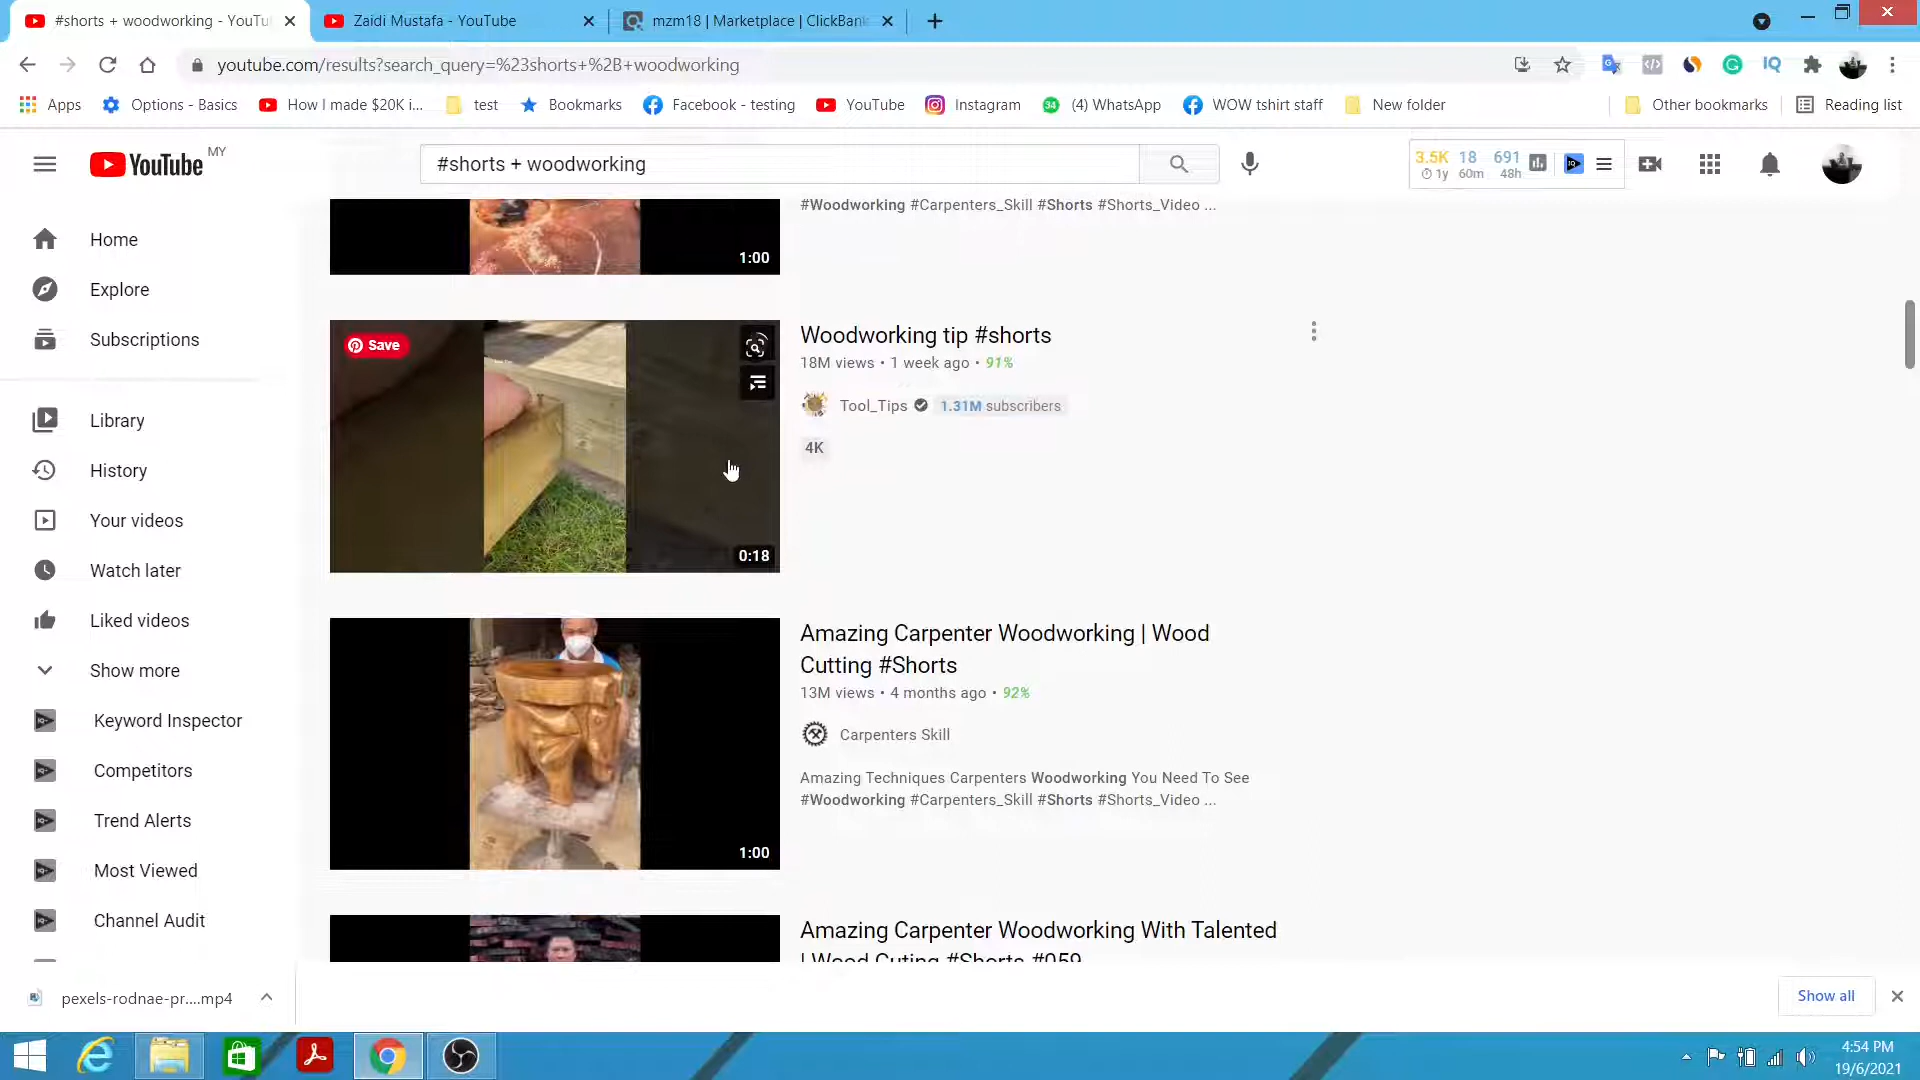 #shorts + woodworking - YouTu
Zaidi Mustafa - YouTube
mzm18 | Marketplace | ClickBank
youtube.com/results?search_query=%23shorts+%2B+woodworking
Apps
Options - Basics
How I made $20K i...
test
Bookmarks
Facebook - testing
YouTube
Instagram
34
(4) WhatsApp
WOW tshirt staff
New folder
Other bookmarks
Reading list
YouTube
MY
#shorts + woodworking
3.5K 18 691
1y 60m 48h
IQ
Home
Explore
Subscriptions
Library
History
Your videos
Watch later
Liked videos
Show more
Keyword Inspector
Competitors
Trend Alerts
Most Viewed
Channel Audit
#Woodworking #Carpenters_Skill #Shorts #Shorts_Video ...
1:00
Save
0:18
Woodworking tip #shorts
18M views • 1 week ago • 91%
Tool_Tips 1.31M subscribers
4K
1:00
Amazing Carpenter Woodworking | Wood
Cutting #Shorts
13M views • 4 months ago • 92%
Carpenters Skill
Amazing Techniques Carpenters Woodworking You Need To See
#Woodworking #Carpenters_Skill #Shorts #Shorts_Video ...
Amazing Carpenter Woodworking With Talented
| Wood Cuting #Shorts #059
pexels-rodnae-pr....mp4
Show all
4:54 PM
19/6/2021